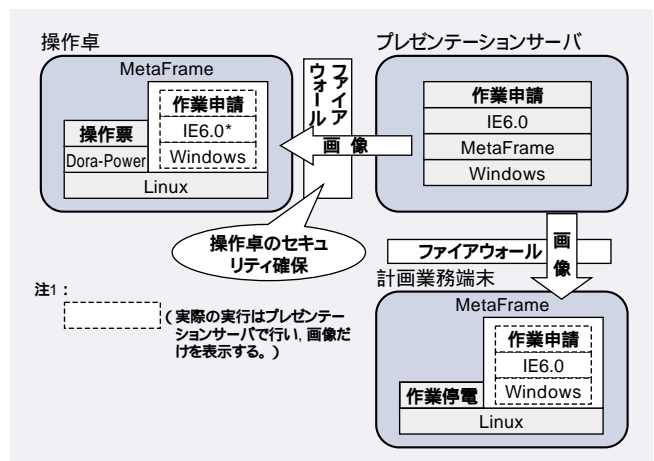 操作卓
MetaFrame
作業申請
IE6.0*
Windows
操作票
Dora-Power
Linux
ファイア
ウォール
画 像
プレゼンテーションサーバ
作業申請
IE6.0
MetaFrame
Windows
操作卓のセキュ
リティ確保
ファイアウォール
画
像
注1：
（実際の実行はプレゼンテー
ションサーバで行い, 画像だ
けを表示する。）
計画業務端末
MetaFrame
作業申請
IE6.0
Windows
作業停電
Linux